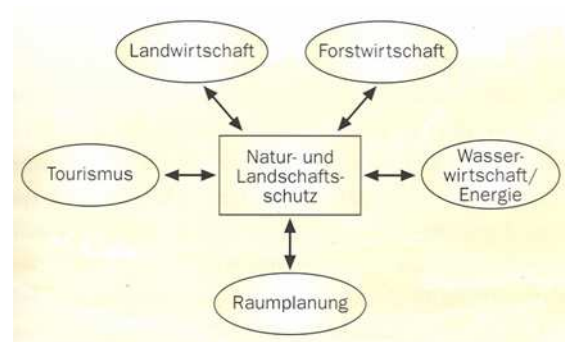 Landwirtschaft
Forstwirtschaft
Tourismus
Natur- und
Landschafts-
schutz
Wasser-
wirtschaft/
Energie
Raumplanung